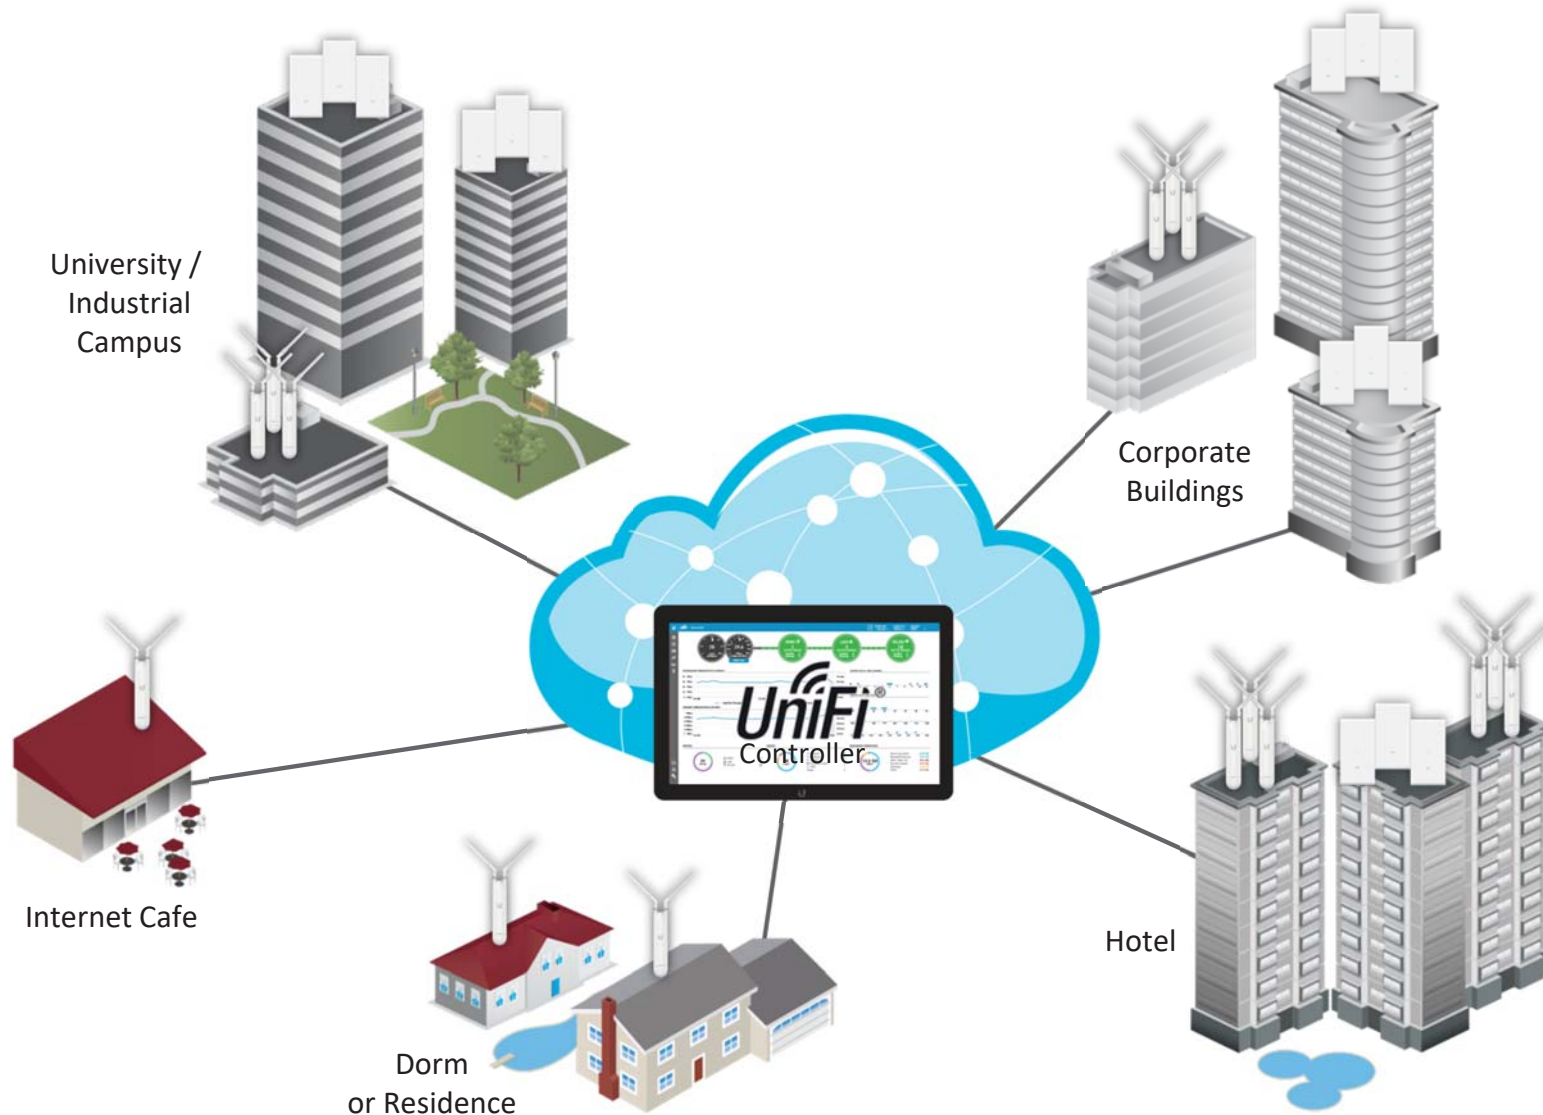 University /
Industrial
Campus
Corporate
Buildings
UniFi®
Controller
Internet Cafe
Hotel
Dorm
or Residence